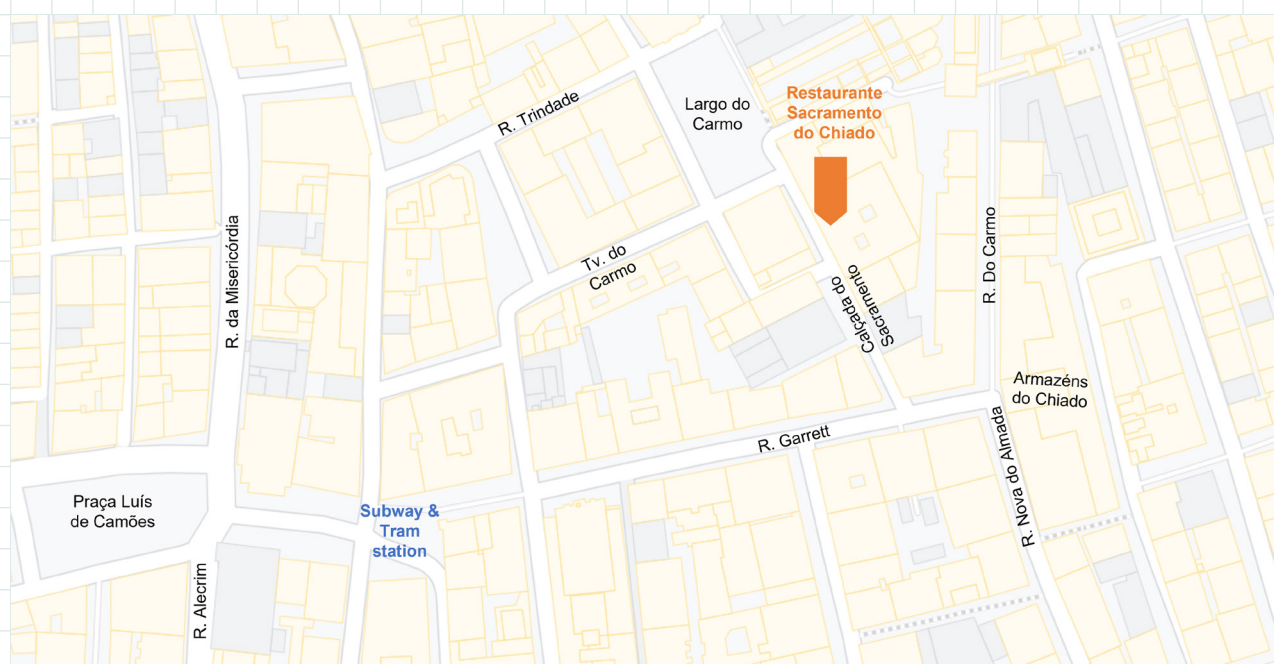 R. Trindade
Largo do
Carmo
Restaurante
Sacramento
do Chiado
R. da Misericórdia
Tv. do
Carmo
Calçada do
Sacramento
R. Do Carmo
Armazéns
do Chiado
R. Garrett
R. Nova do Almada
Praça Luís
de Camões
Subway &
Tram
station
R. Alecrim